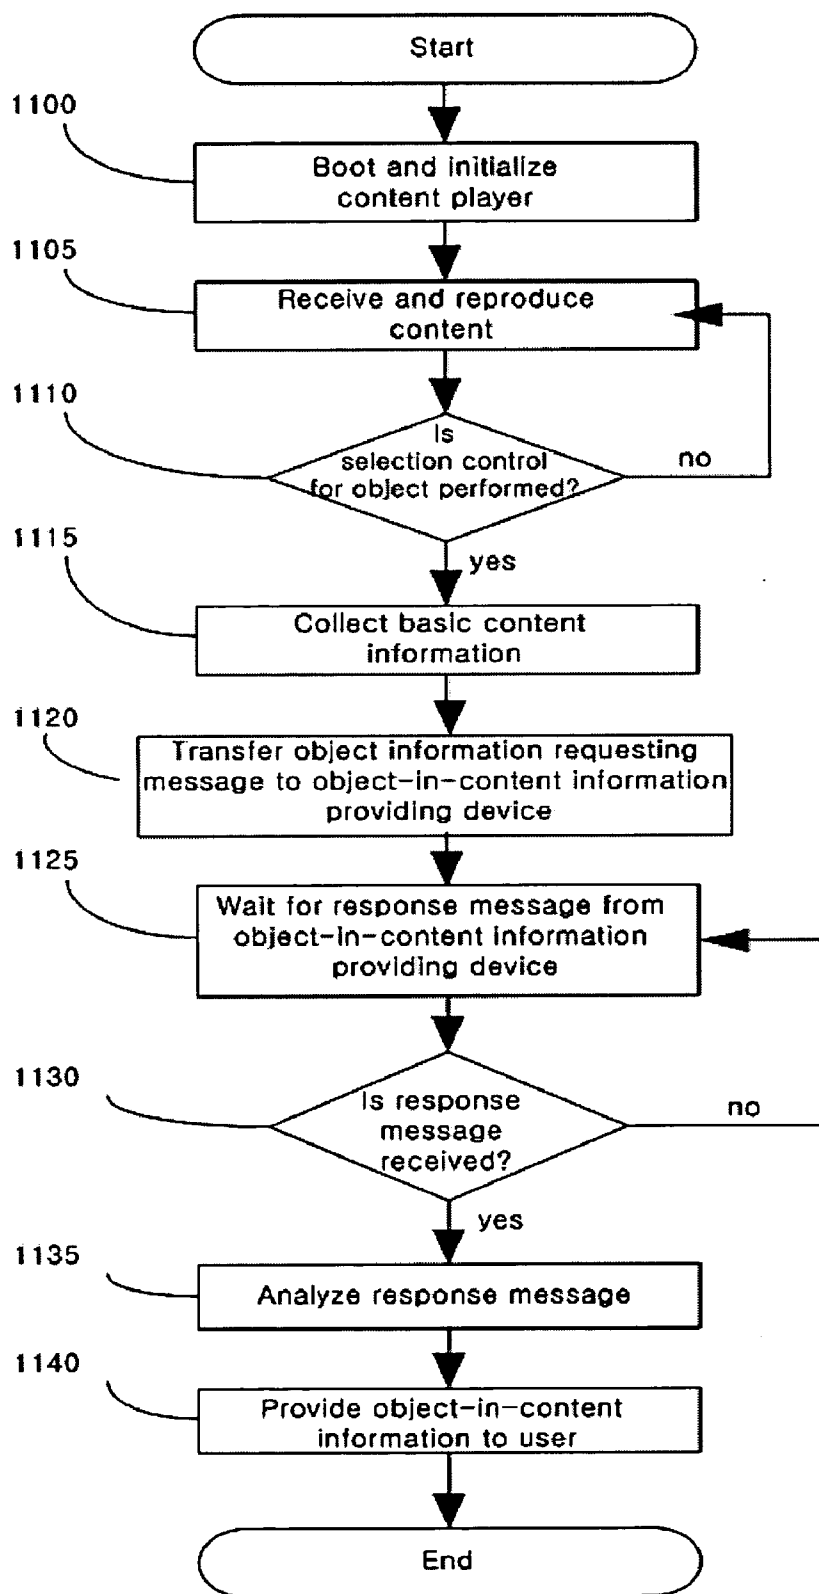 Start
1100
Boot and initialize
content player
1105
Receive and reproduce
content
1110
Is
selection control
for object performed?
no
yes
1115
Collect basic content
information
1120
Transfer object information requesting
message to object-in-content information
providing device
1125
Wait for response message from
object-in-content information
providing device
1130
Is response
message
received?
no
yes
1135
Analyze response message
1140
Provide object-in-content
information to user
End